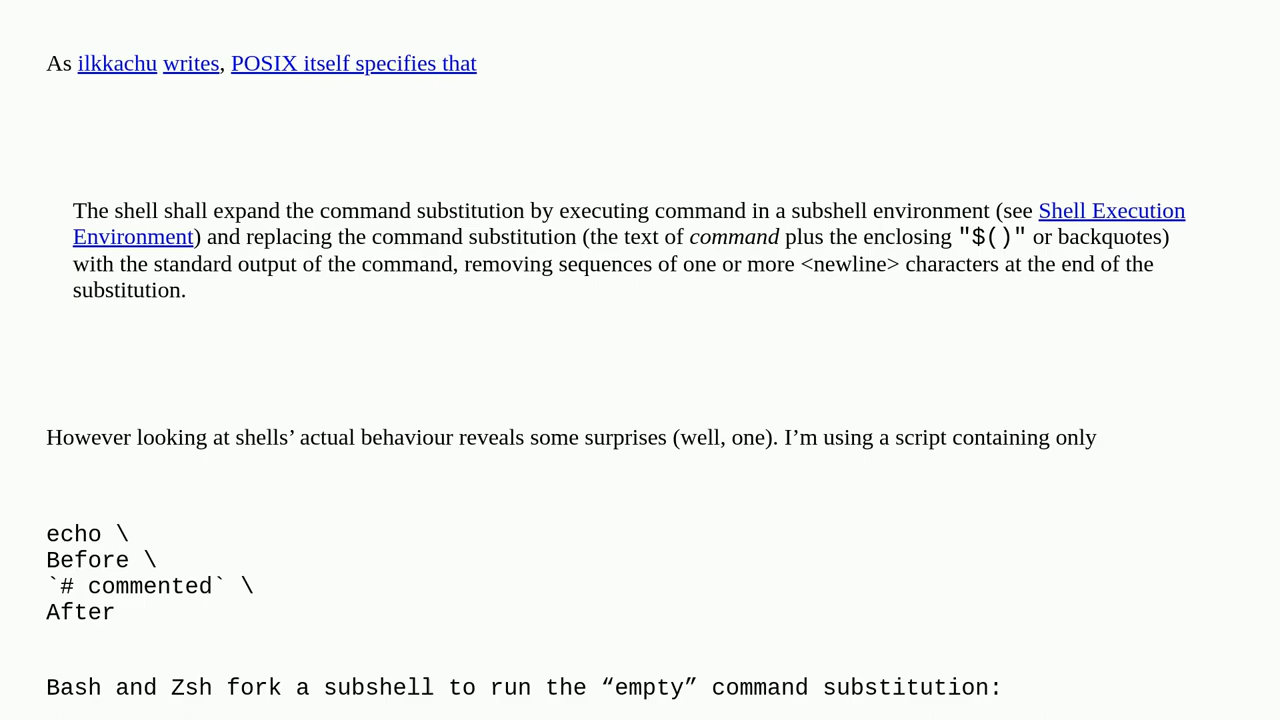 As ilkkachu writes, POSIX itself specifies that
The shell shall expand the command substitution by executing command in a subshell environment (see Shell Execution
Environment) and replacing the command substitution (the text of command plus the enclosing "$()" or backquotes)
with the standard output of the command, removing sequences of one or more <newline> characters at the end of the
substitution.
However looking at shells’ actual behaviour reveals some surprises (well, one). I’m using a script containing only
echo \
Before \
`# commented` \
After
Bash and Zsh fork a subshell to run the “empty” command substitution: